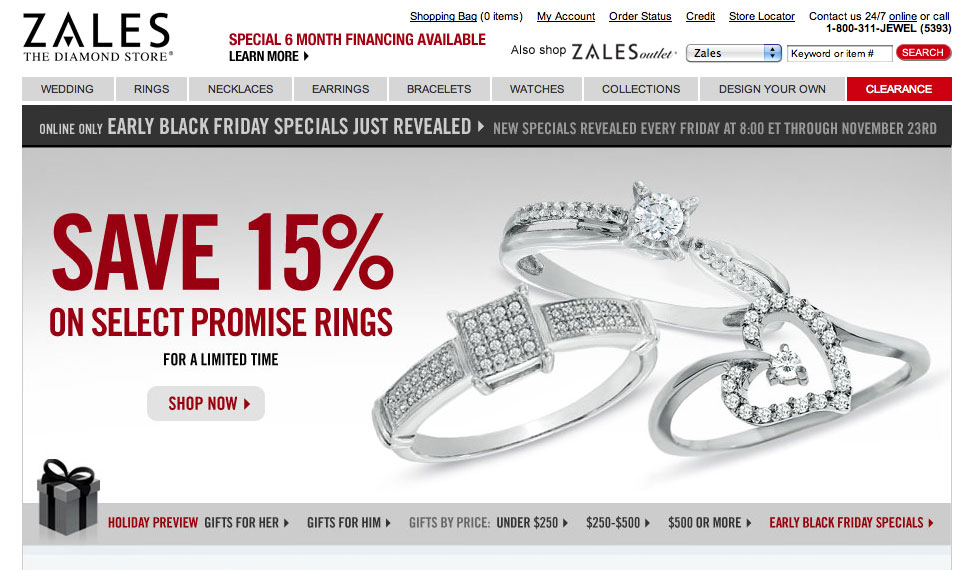 ZALES
THE DIAMOND STORE®
SPECIAL 6 MONTH FINANCING AVAILABLE
LEARN MORE
Shopping Bag (0 items) My Account Order Status Credit Store Locator Contact us 24/7 online or call
1-800-311-JEWEL (5393)
Also shop ZALES outlet Zales Keyword or item # SEARCH
WEDDING RINGS NECKLACES EARRINGS BRACELETS WATCHES COLLECTIONS DESIGN YOUR OWN CLEARANCE
ONLINE ONLY EARLY BLACK FRIDAY SPECIALS JUST REVEALED NEW SPECIALS REVEALED EVERY FRIDAY AT 8:00 ET THROUGH NOVEMBER 23RD
SAVE 15%
ON SELECT PROMISE RINGS
FOR A LIMITED TIME
SHOP NOW
HOLIDAY PREVIEW GIFTS FOR HER GIFTS FOR HIM GIFTS BY PRICE: UNDER $250 $250-$500 $500 OR MORE EARLY BLACK FRIDAY SPECIALS